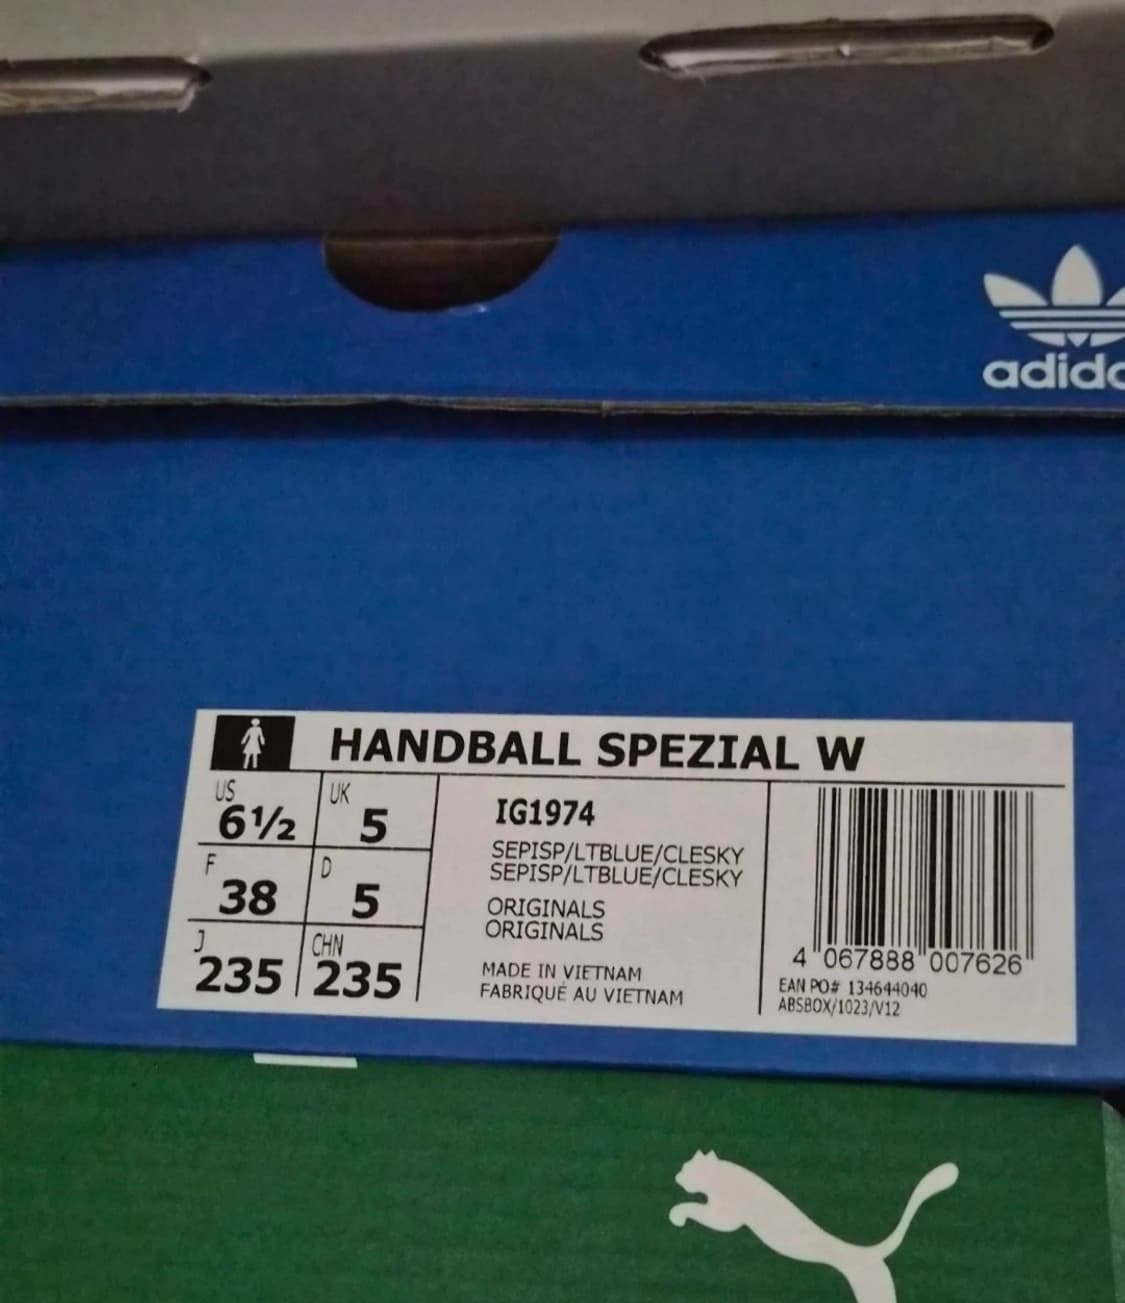 adida
HANDBALL SPEZIAL W
US
6½
UK
5
F
38
D
5
J
235
CHN
235
IG1974
SEPISP/LTBLUE/CLESKY
SEPISP/LTBLUE/CLESKY
ORIGINALS
ORIGINALS
MADE IN VIETNAM
FABRIQUÉ AU VIETNAM
4 067888 007626
EAN PO# 134644040
ABSBOX/1023/V12